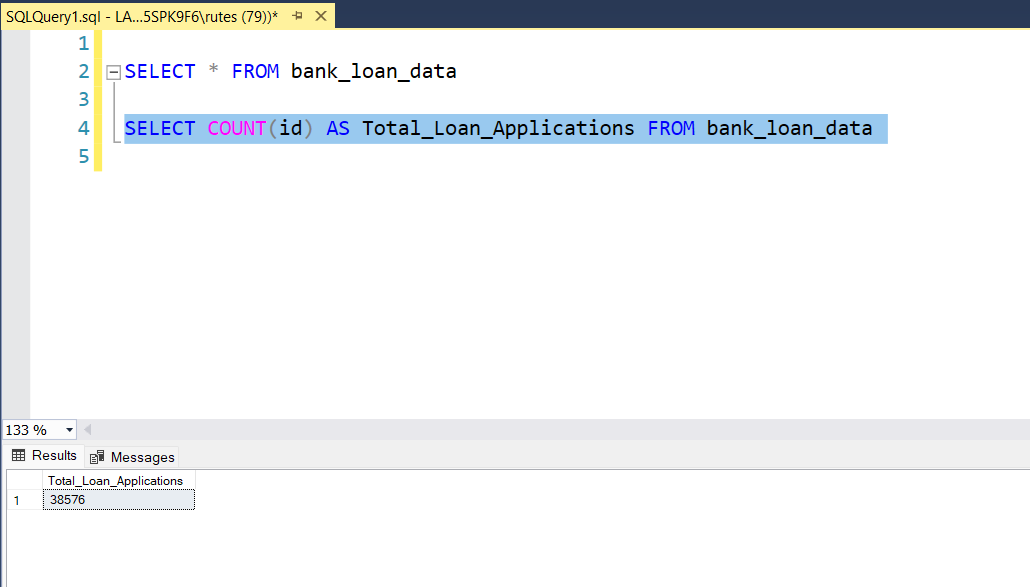 SQLQuery1.sql - LA...5SPK9F6\rutes (79))*
1
2 SELECT * FROM bank_loan_data
3
4 SELECT COUNT(id) AS Total_Loan_Applications FROM bank_loan_data
5
133 %
Results Messages
Total_Loan_Applications
1 38576